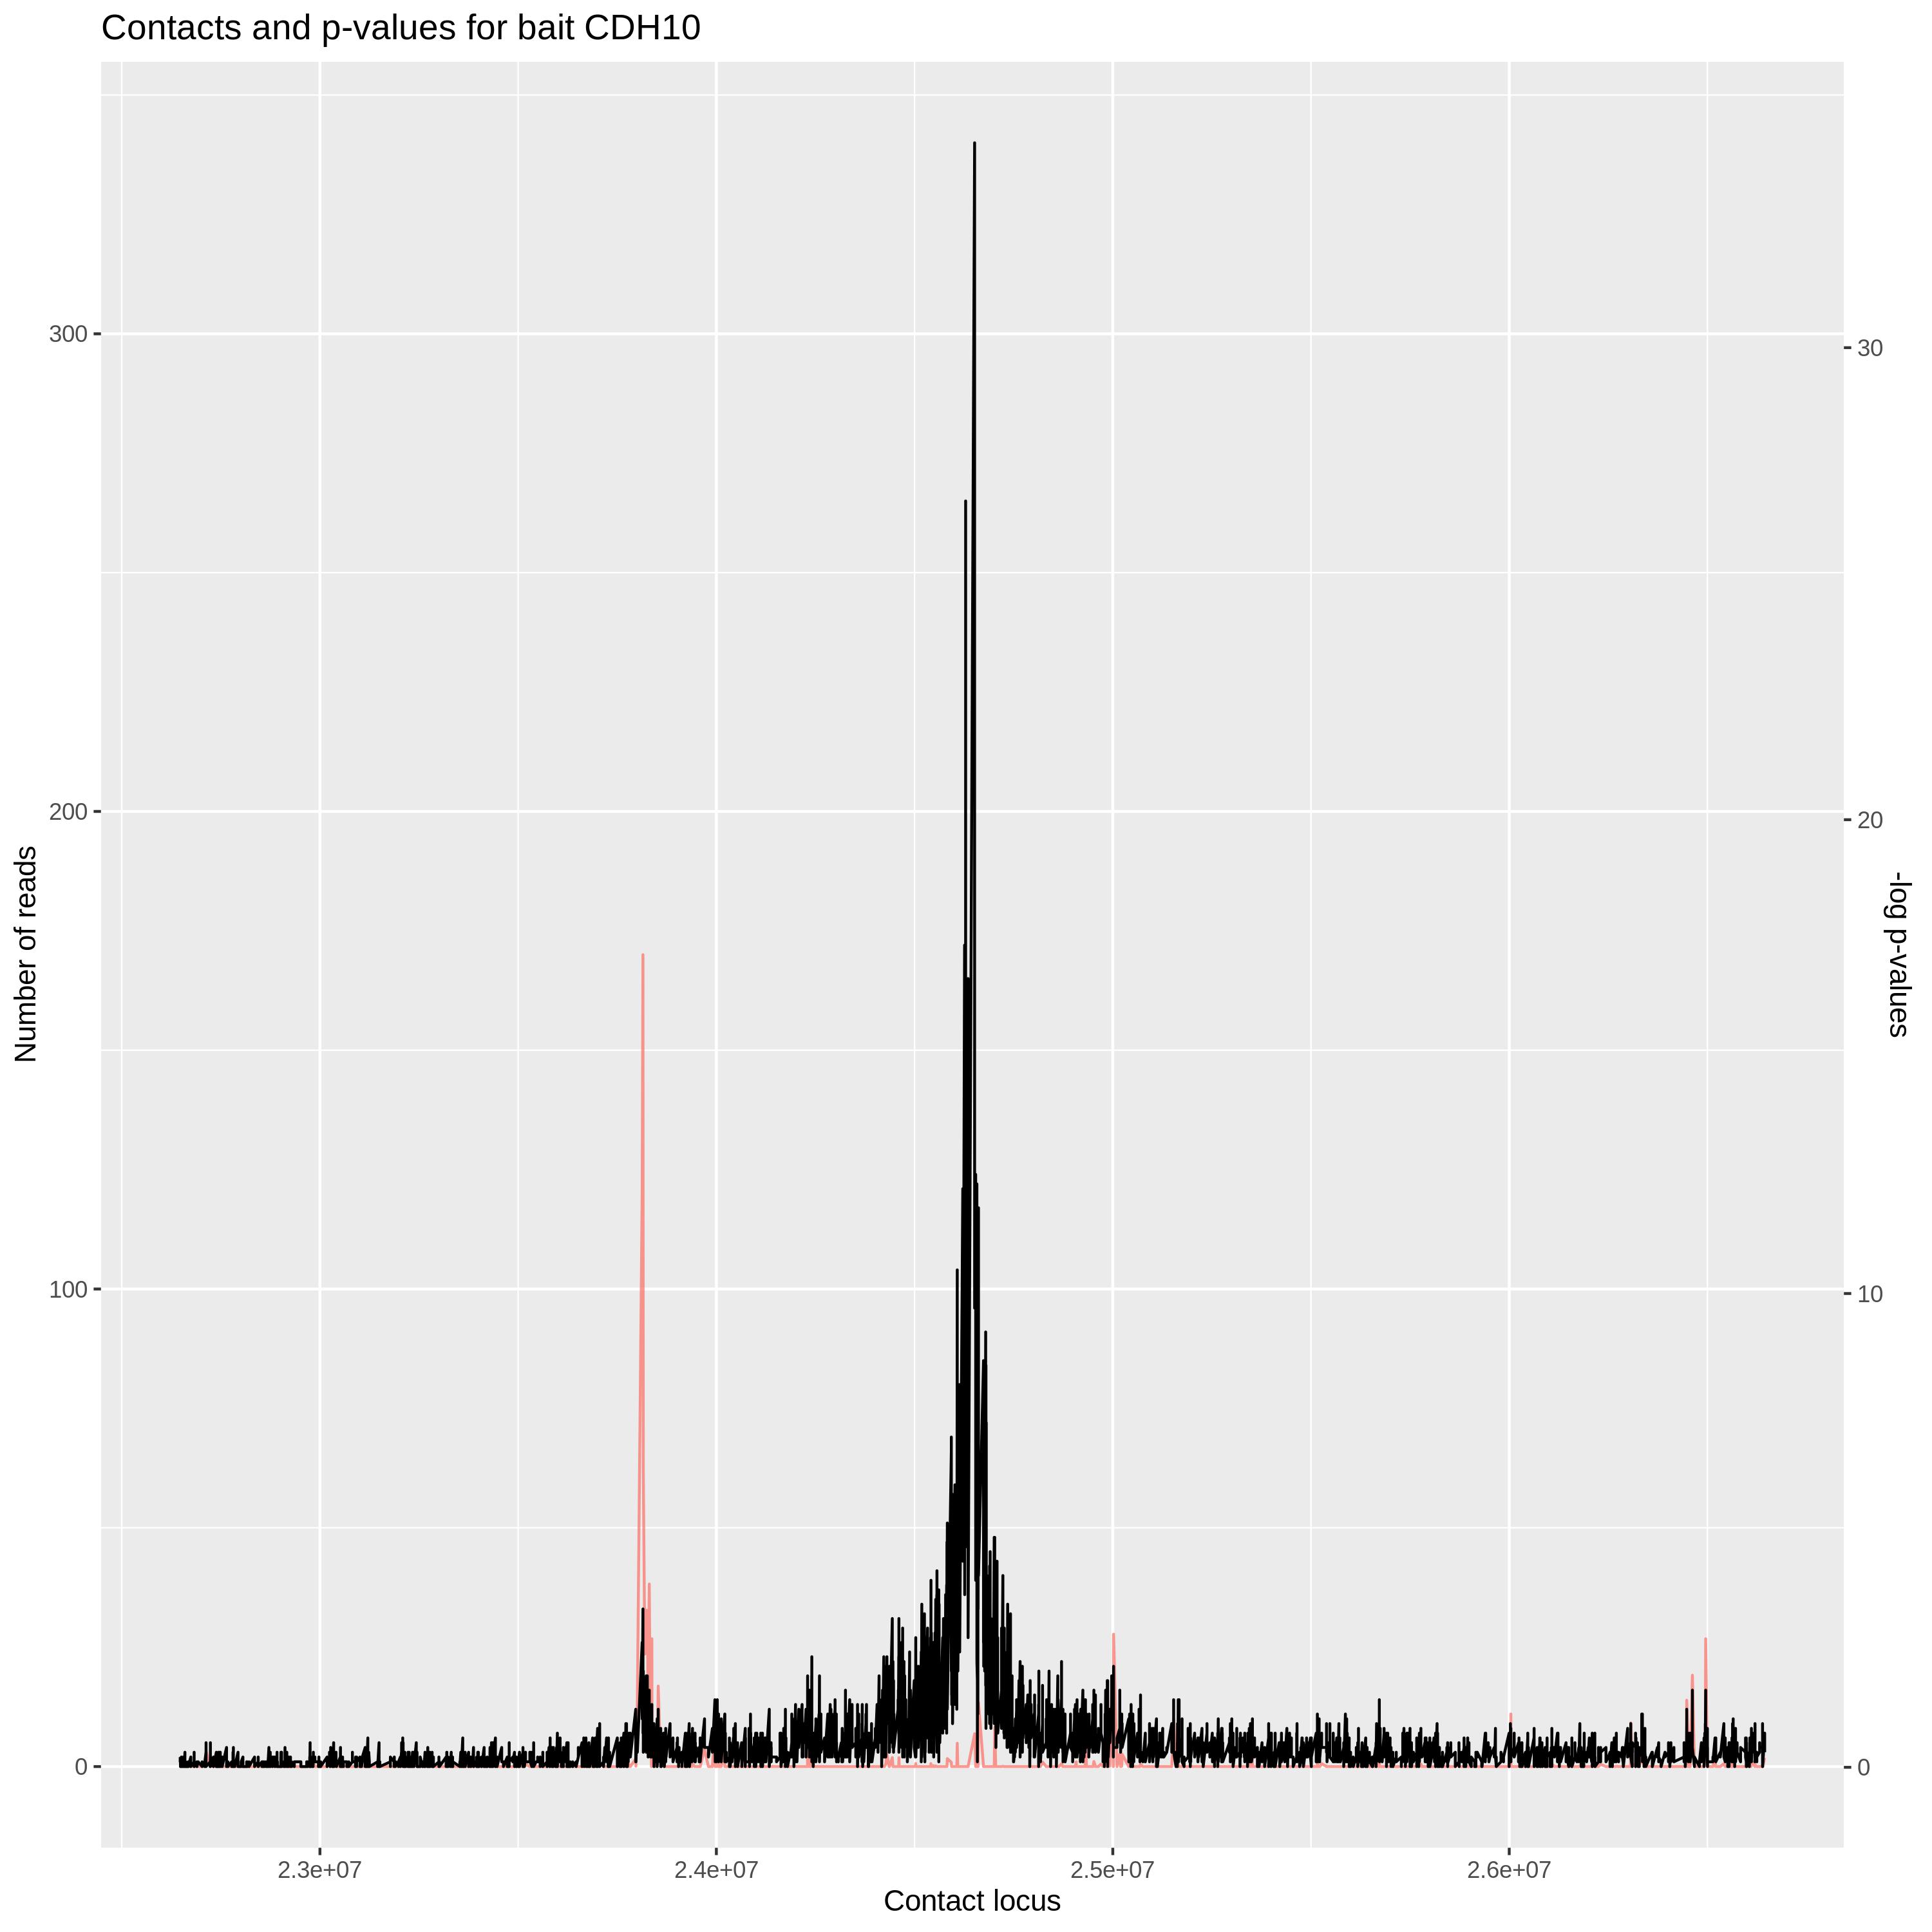 Contacts and p-values for bait CDH10
300
200
100
0
Number of reads
30
20
10
0
-log p-values
2.3e+07
2.4e+07
2.5e+07
2.6e+07
Contact locus